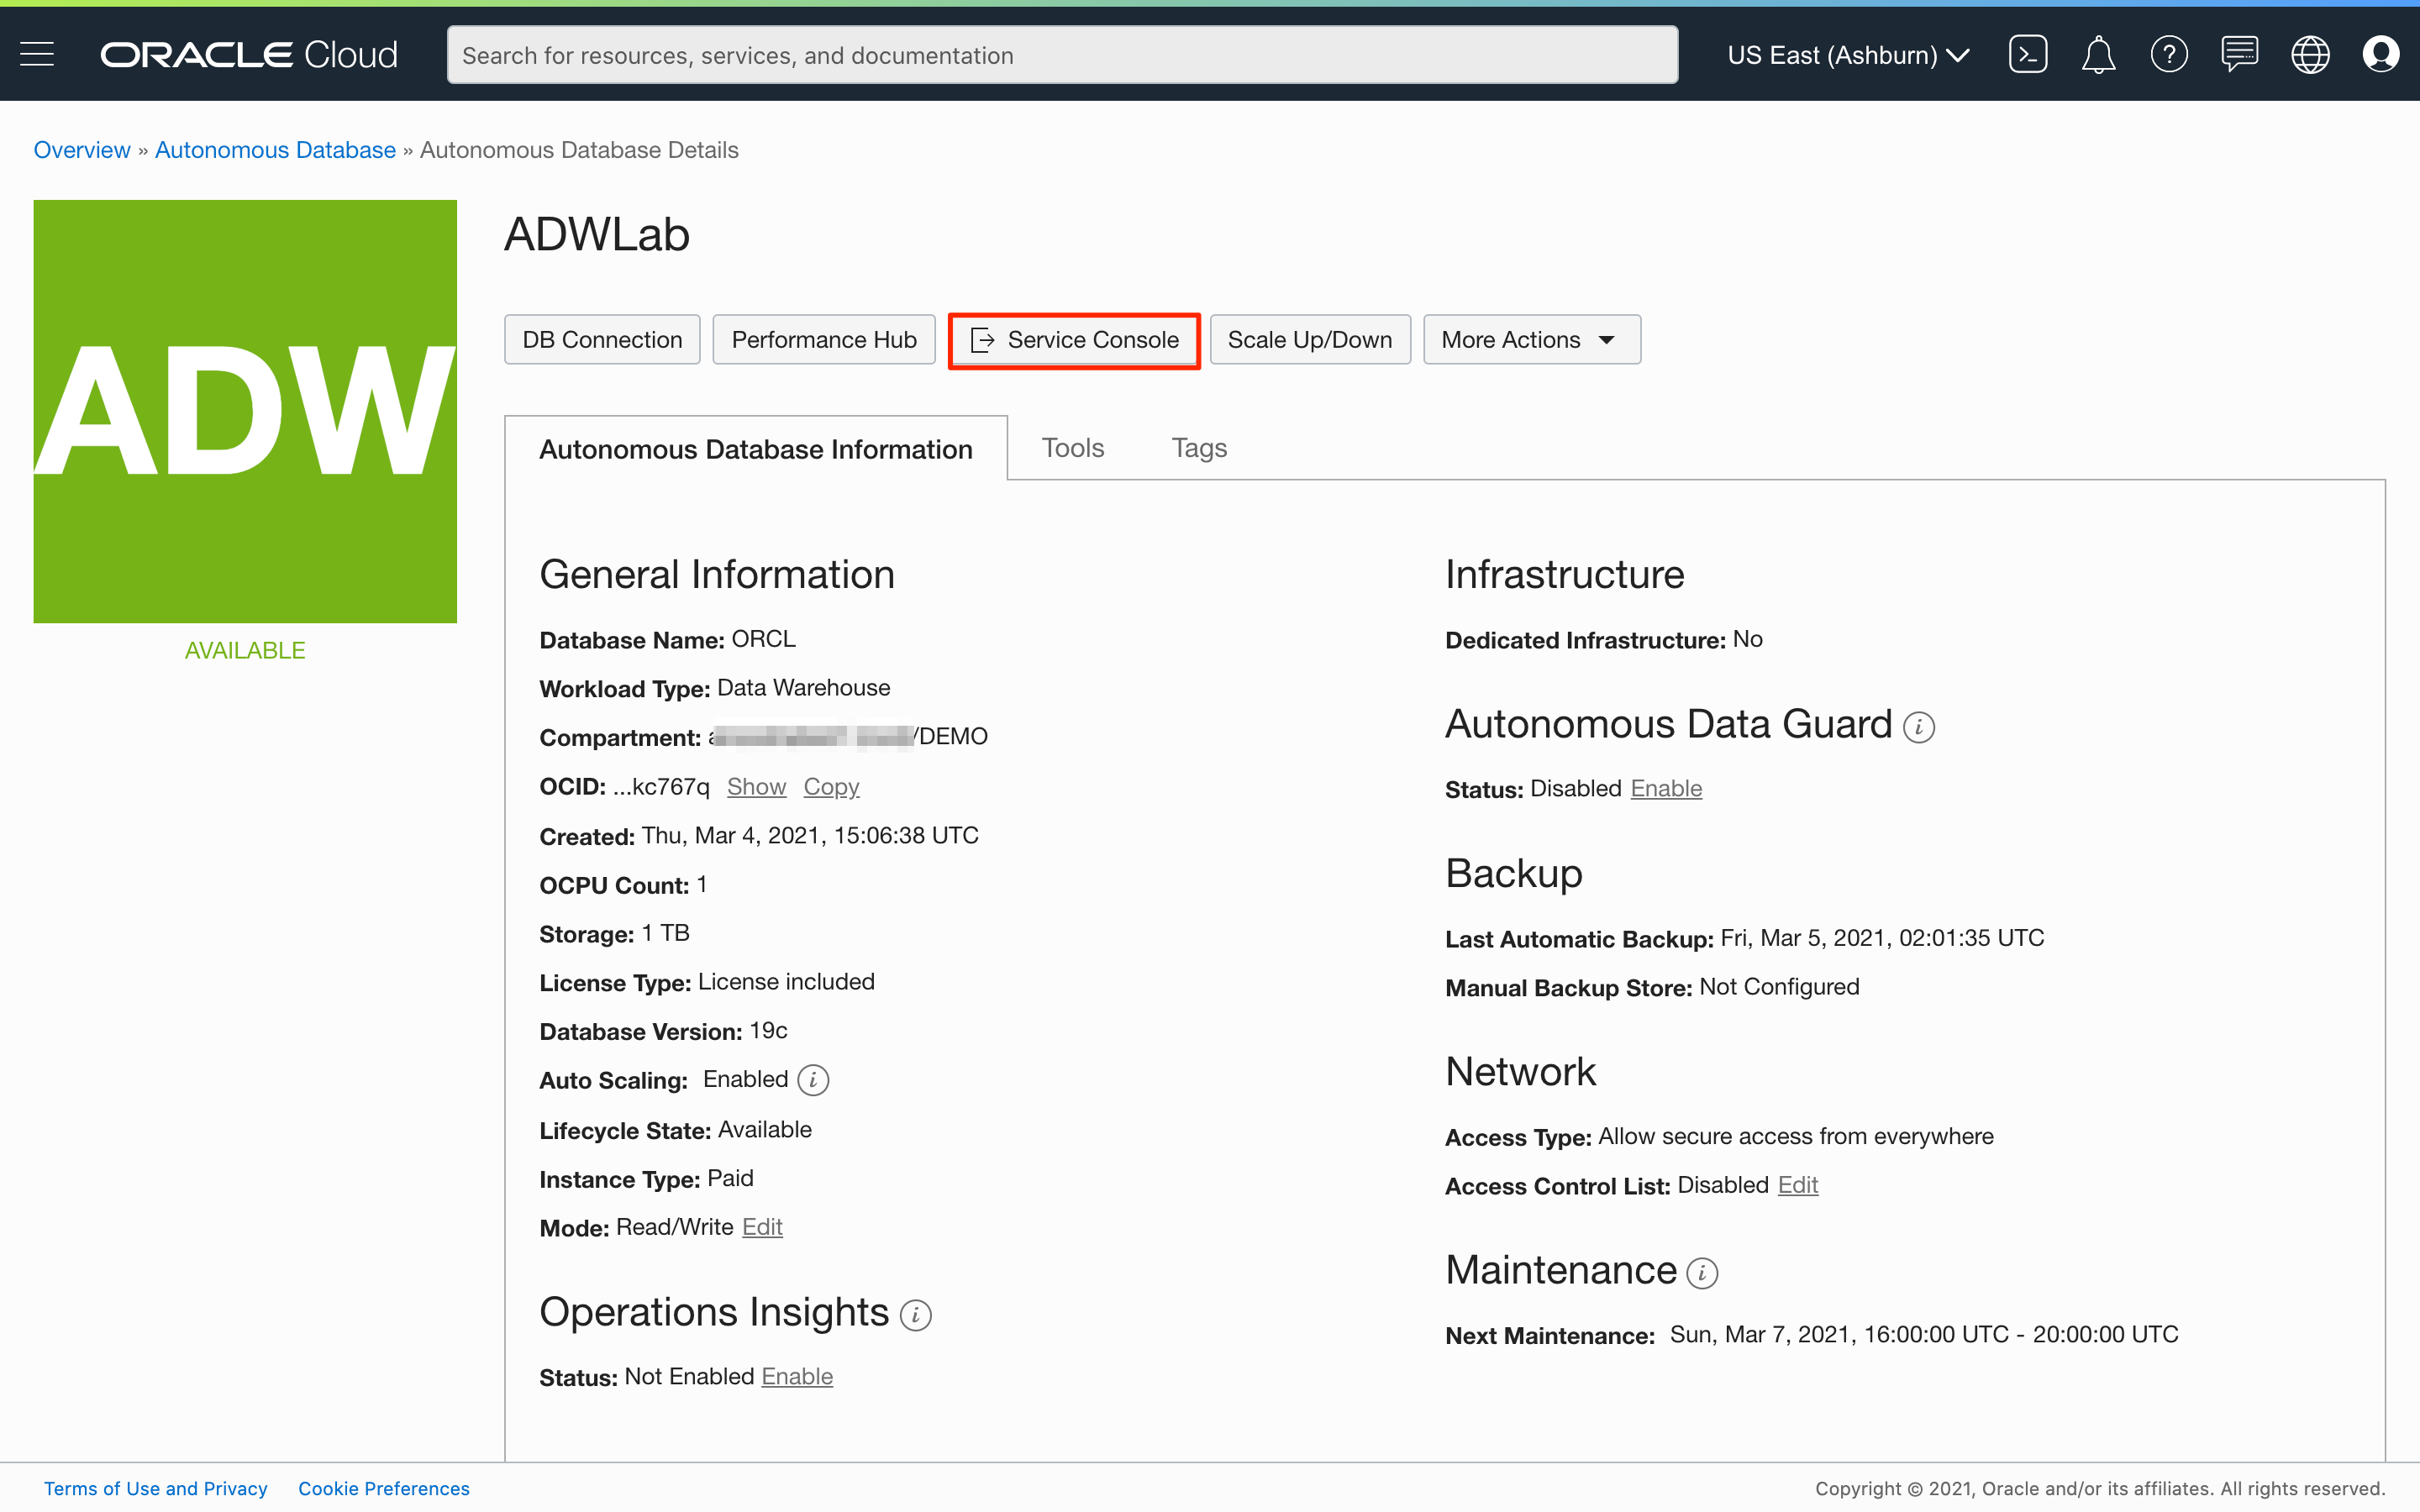 ORACLE Cloud
Search for resources, services, and documentation
US East (Ashburn)
Overview » Autonomous Database » Autonomous Database Details
ADW
AVAILABLE
ADWLab
DB Connection
Performance Hub
Service Console
Scale Up/Down
More Actions
Autonomous Database Information
Tools
Tags
General Information
Database Name: ORCL
Workload Type: Data Warehouse
Compartment: /DEMO
OCID: ...kc767q Show Copy
Created: Thu, Mar 4, 2021, 15:06:38 UTC
OCPU Count: 1
Storage: 1 TB
License Type: License included
Database Version: 19c
Auto Scaling: Enabled i
Lifecycle State: Available
Instance Type: Paid
Mode: Read/Write Edit
Operations Insights i
Status: Not Enabled Enable
Infrastructure
Dedicated Infrastructure: No
Autonomous Data Guard i
Status: Disabled Enable
Backup
Last Automatic Backup: Fri, Mar 5, 2021, 02:01:35 UTC
Manual Backup Store: Not Configured
Network
Access Type: Allow secure access from everywhere
Access Control List: Disabled Edit
Maintenance i
Next Maintenance: Sun, Mar 7, 2021, 16:00:00 UTC - 20:00:00 UTC
Terms of Use and Privacy
Cookie Preferences
Copyright © 2021, Oracle and/or its affiliates. All rights reserved.